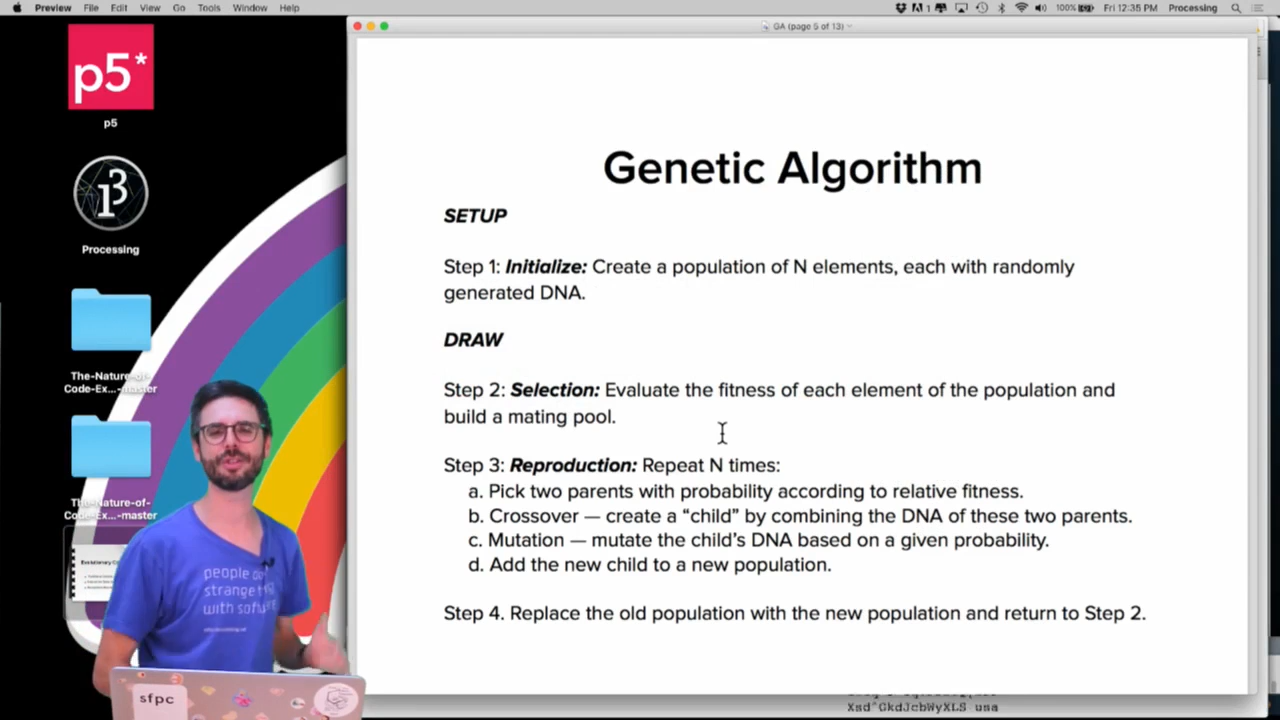 Preview File Edit View Go Tools Window Help
1 100% Fri 12:35 PM Processing
GA (page 5 of 13)
p5*
p5
Processing
The-Nature-of-
Code-Ex...-master
The-Nature-of-
Code-Ex...-master
Genetic Algorithm
SETUP
Step 1: Initialize: Create a population of N elements, each with randomly
generated DNA.
DRAW
Step 2: Selection: Evaluate the fitness of each element of the population and
build a mating pool.
Step 3: Reproduction: Repeat N times:
a. Pick two parents with probability according to relative fitness.
b. Crossover — create a “child” by combining the DNA of these two parents.
c. Mutation — mutate the child’s DNA based on a given probability.
d. Add the new child to a new population.
Step 4. Replace the old population with the new population and return to Step 2.
people do
strange
with
sfpc